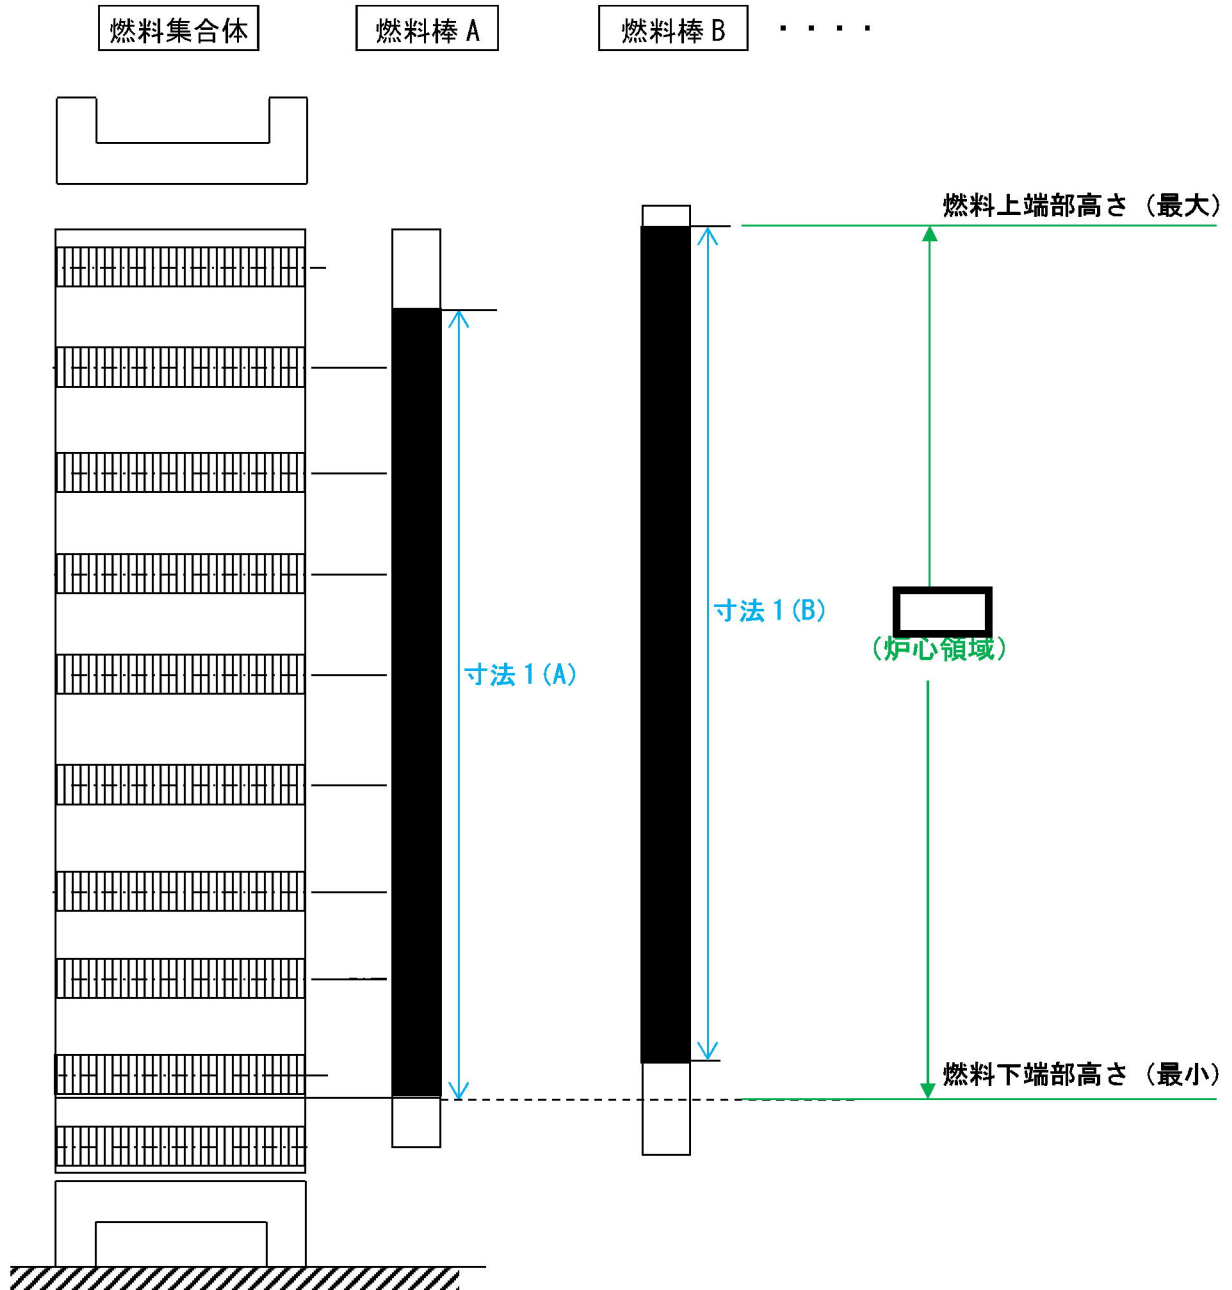 燃料集合体
燃料棒 A
燃料棒 B
・・・・
燃料上端部高さ（最大）
寸法 1(B)
（炉心領域）
寸法 1(A)
燃料下端部高さ（最小）